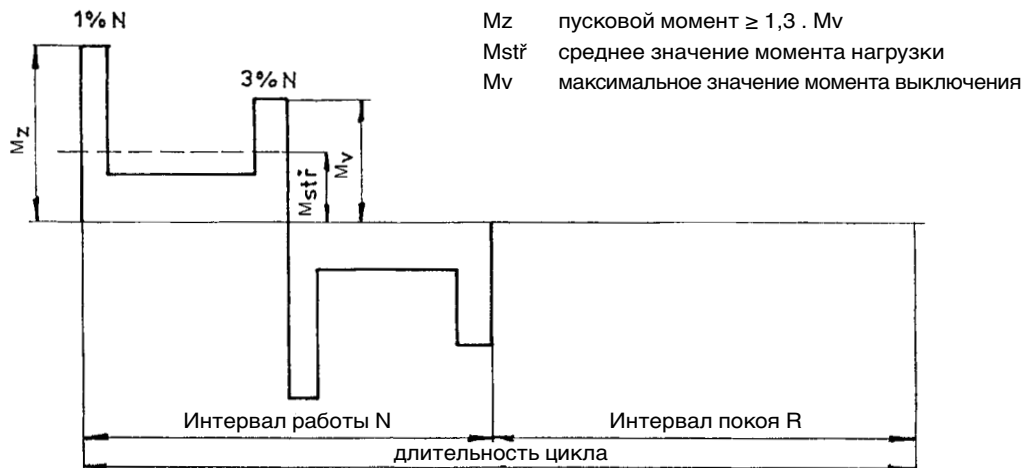 1% N
Mz пусковой момент ≥ 1,3 . Mv
Mstř среднее значение момента нагрузки
3% N
Mv максимальное значение момента выключения
Mz
Mstř
Mv
Интервал работы N
Интервал покоя R
длительность цикла